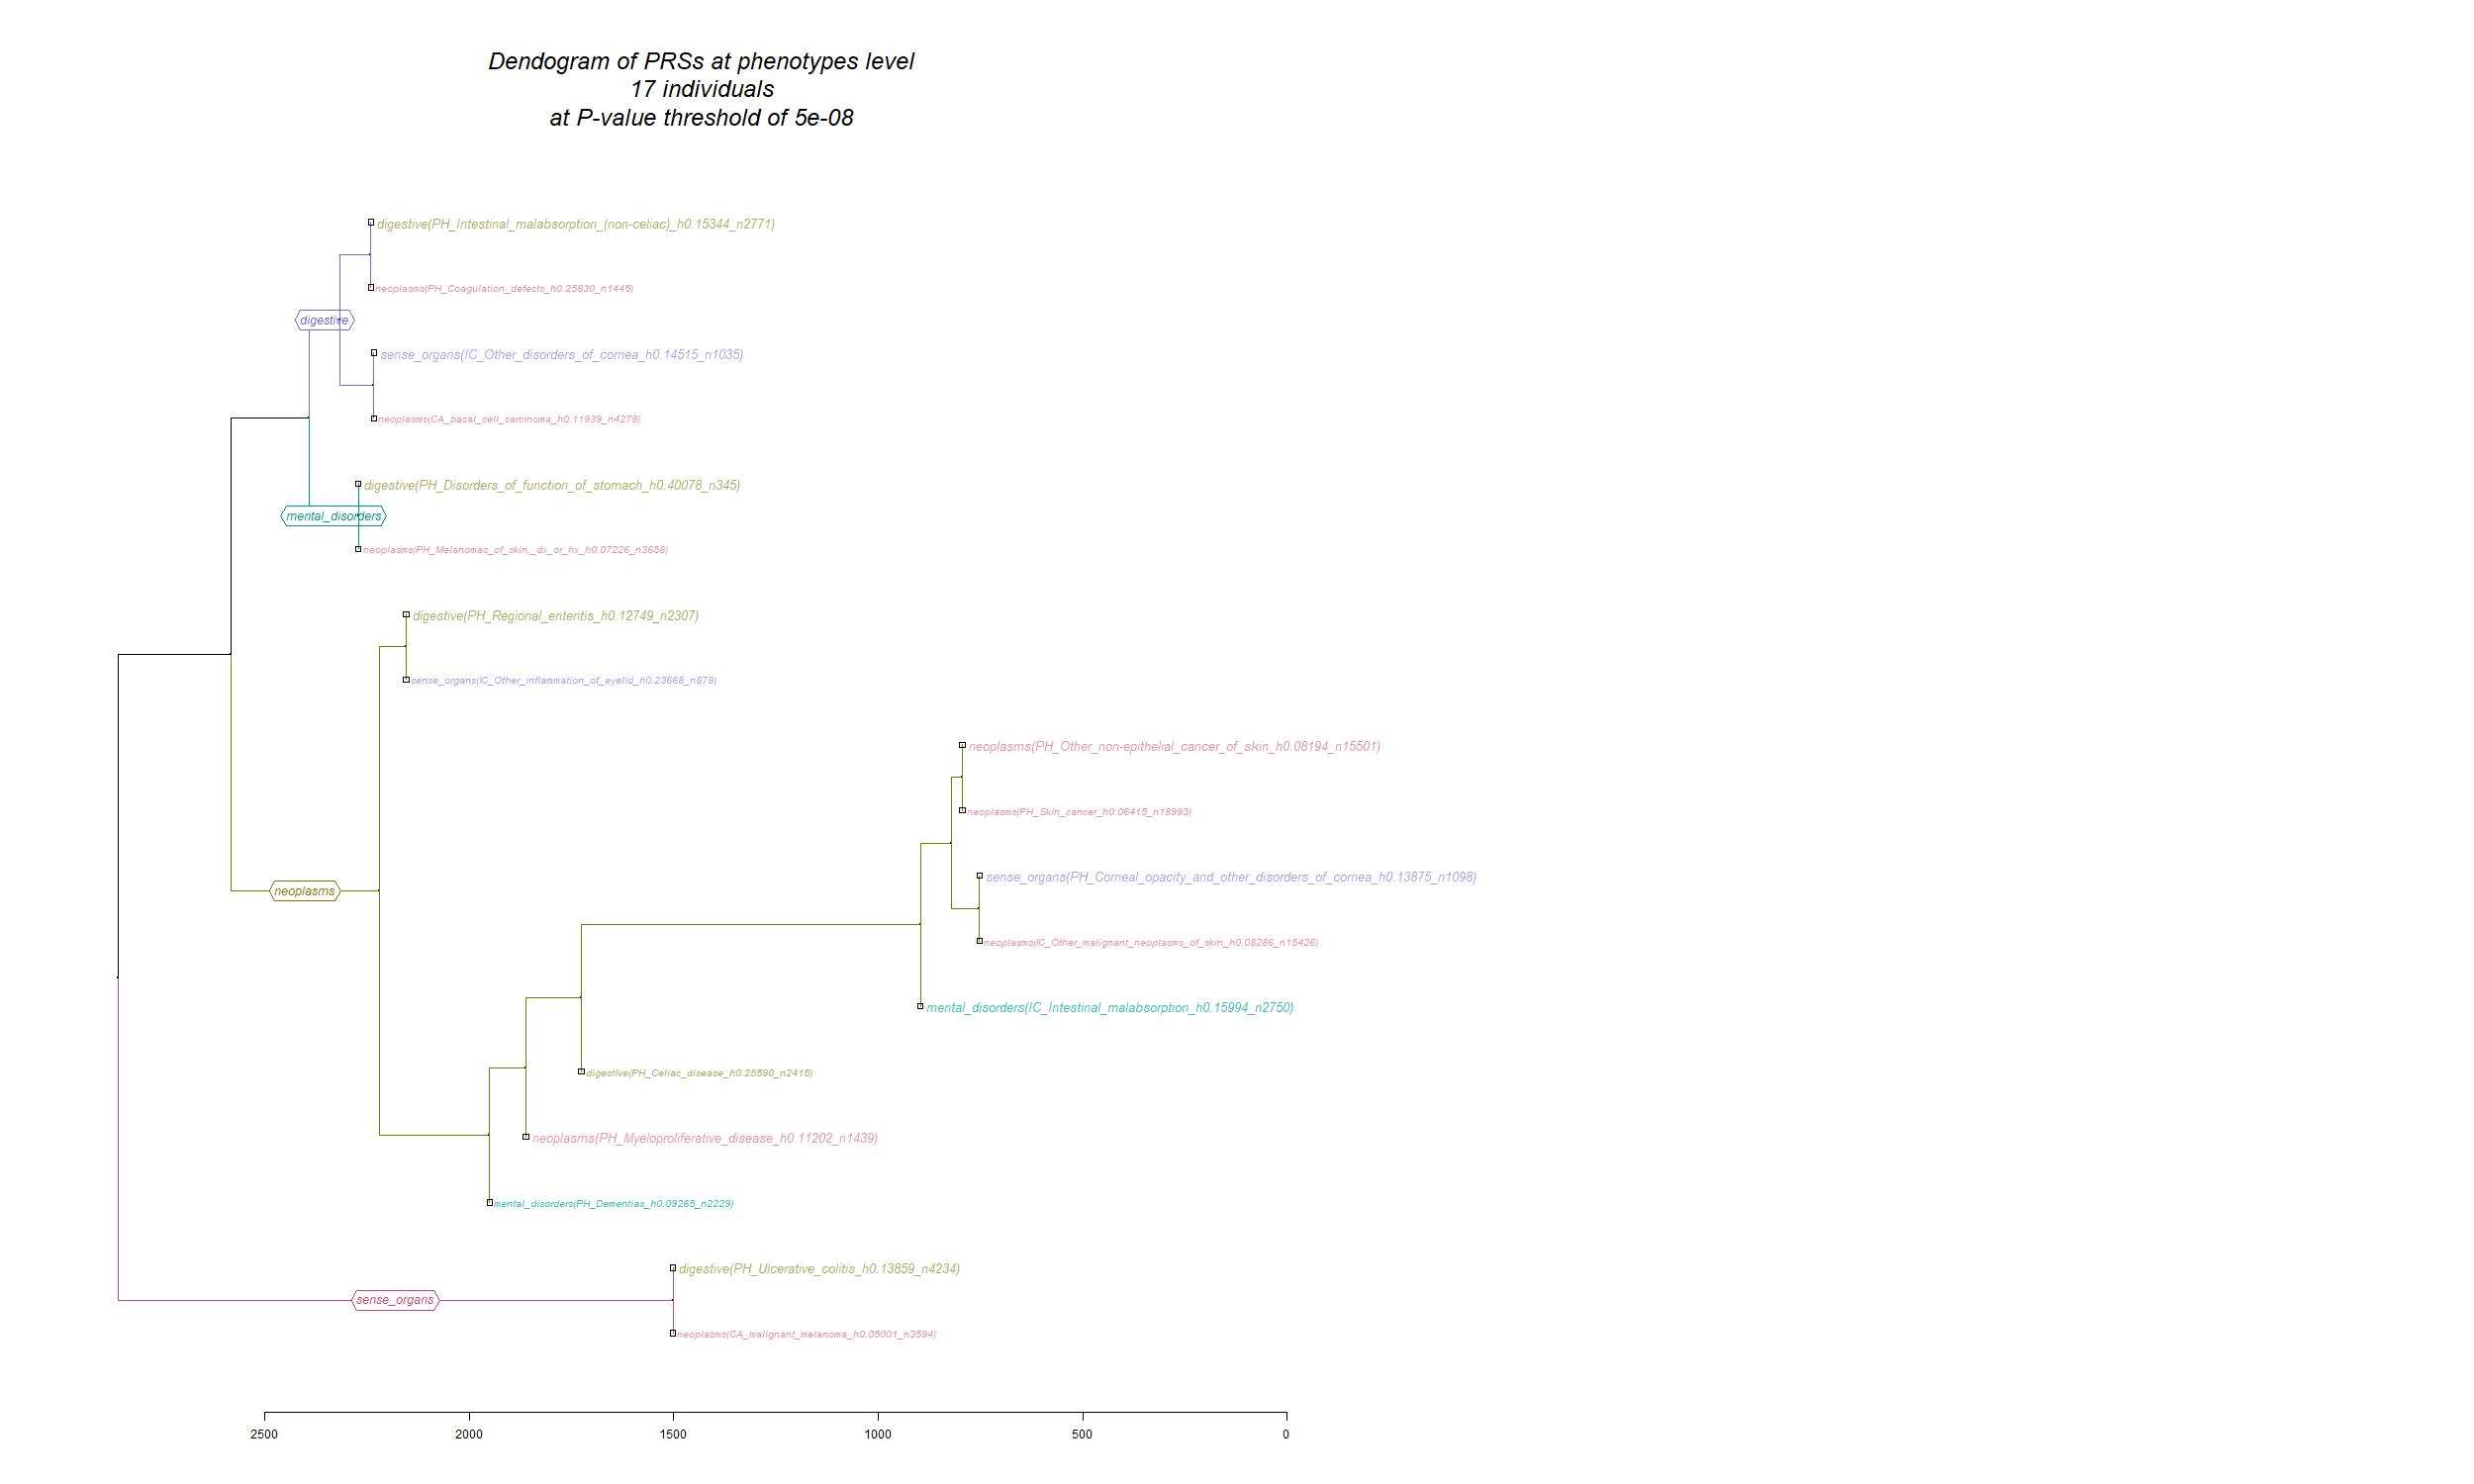 Dendogram of PRSs at phenotypes level
17 individuals
at P-value threshold of 5e-08
digestive(PH_Intestinal_malabsorption_(non-celiac)_h0.15344_n2771)
neoplasms(PH_Coagulation_defects_h0.25830_n1445)
digestive
sense_organs(IC_Other_disorders_of_cornea_h0.14515_n1035)
neoplasms(CA_basal_cell_carcinoma_h0.11939_n4278)
digestive(PH_Disorders_of_function_of_stomach_h0.40078_n345)
mental_disorders
neoplasms(PH_Melanomas_of_skin,_dx_or_hx_h0.07226_n3658)
digestive(PH_Regional_enteritis_h0.12749_n2307)
sense_organs(IC_Other_inflammation_of_eyelid_h0.23668_n878)
neoplasms(PH_Other_non-epithelial_cancer_of_skin_h0.08194_n15501)
neoplasms(PH_Skin_cancer_h0.06415_n18993)
sense_organs(PH_Corneal_opacity_and_other_disorders_of_cornea_h0.13875_n1098)
neoplasms
neoplasms(IC_Other_malignant_neoplasms_of_skin_h0.08286_n15426)
mental_disorders(IC_Intestinal_malabsorption_h0.15994_n2750)
digestive(PH_Celiac_disease_h0.25590_n2415)
neoplasms(PH_Myeloproliferative_disease_h0.11202_n1439)
mental_disorders(PH_Dementias_h0.09265_n2229)
digestive(PH_Ulcerative_colitis_h0.13859_n4234)
sense_organs
neoplasms(CA_malignant_melanoma_h0.05001_n3594)
2500 2000 1500 1000 500 0